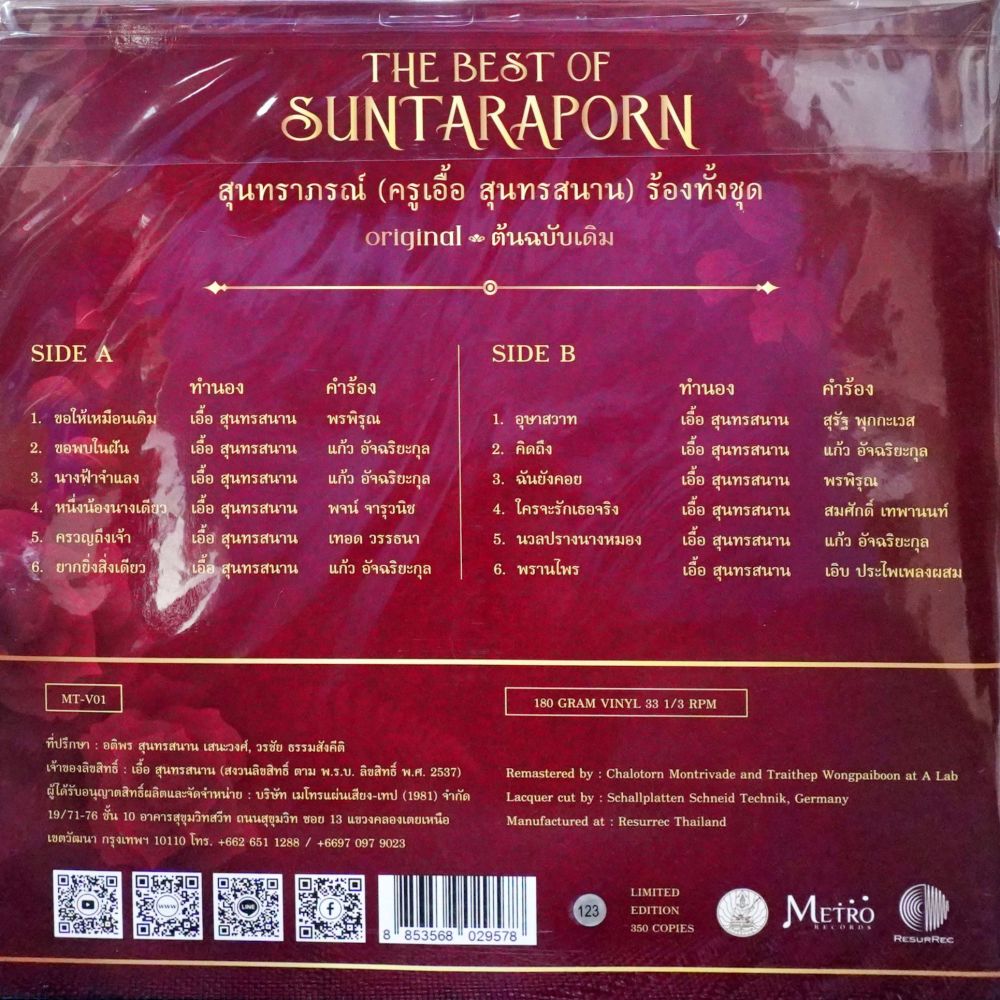 THE BEST OF
SUNTARAPORN
สุนทราภรณ์ (ครูเอื้อ สุนทรสนาน) ร้องทั้งชุด
original ต้นฉบับเดิม
SIDE A
ทำนอง คำร้อง
1. ขอให้เหมือนเดิม เอื้อ สุนทรสนาน พรพิรุณ
2. ขอพบในฝัน เอื้อ สุนทรสนาน แก้ว อัจฉริยะกุล
3. นางฟ้าจำแลง เอื้อ สุนทรสนาน แก้ว อัจฉริยะกุล
4. หนึ่งน้องนางเดียว เอื้อ สุนทรสนาน พจน์ จารุวนิช
5. ครวญถึงเจ้า เอื้อ สุนทรสนาน เทอด วรรธนา
6. ยากยิ่งสิ่งเดียว เอื้อ สุนทรสนาน แก้ว อัจฉริยะกุล
SIDE B
ทำนอง คำร้อง
1. อุษาสวาท เอื้อ สุนทรสนาน สุรัฐ พุกกะเวส
2. คิดถึง เอื้อ สุนทรสนาน แก้ว อัจฉริยะกุล
3. ฉันยังคอย เอื้อ สุนทรสนาน พรพิรุณ
4. ใครจะรักเธอจริง เอื้อ สุนทรสนาน สมศักดิ์ เทพานนท์
5. นวลปรางนางหมอง เอื้อ สุนทรสนาน แก้ว อัจฉริยะกุล
6. พรานไพร เอื้อ สุนทรสนาน เอิบ ประไพเพลงผสม
MT-V01
ที่ปรึกษา : อติพร สุนทรสนาน เสนะวงศ์, วรชัย ธรรมสังคีติ
เจ้าของลิขสิทธิ์ : เอื้อ สุนทรสนาน (สงวนลิขสิทธิ์ ตาม พ.ร.บ. ลิขสิทธิ์ พ.ศ. 2537)
ผู้ได้รับอนุญาตสิทธิ์ผลิตและจัดจำหน่าย : บริษัท เมโทรแผ่นเสียง-เทป (1981) จำกัด
19/71-76 ชั้น 10 อาคารสุขุมวิทสวีท ถนนสุขุมวิท ซอย 13 แขวงคลองเตยเหนือ
เขตวัฒนา กรุงเทพฯ 10110 โทร. +662 651 1288 / +6697 097 9023
180 GRAM VINYL 33 1/3 RPM
Remastered by : Chalotorn Montrivade and Traithep Wongpaiboon at A Lab
Lacquer cut by : Schallplatten Schneid Technik, Germany
Manufactured at : Resurrec Thailand
WWW
LINE
8 853568 029578
123
LIMITED
EDITION
350 COPIES
METRO
RECORDS
RESURREC